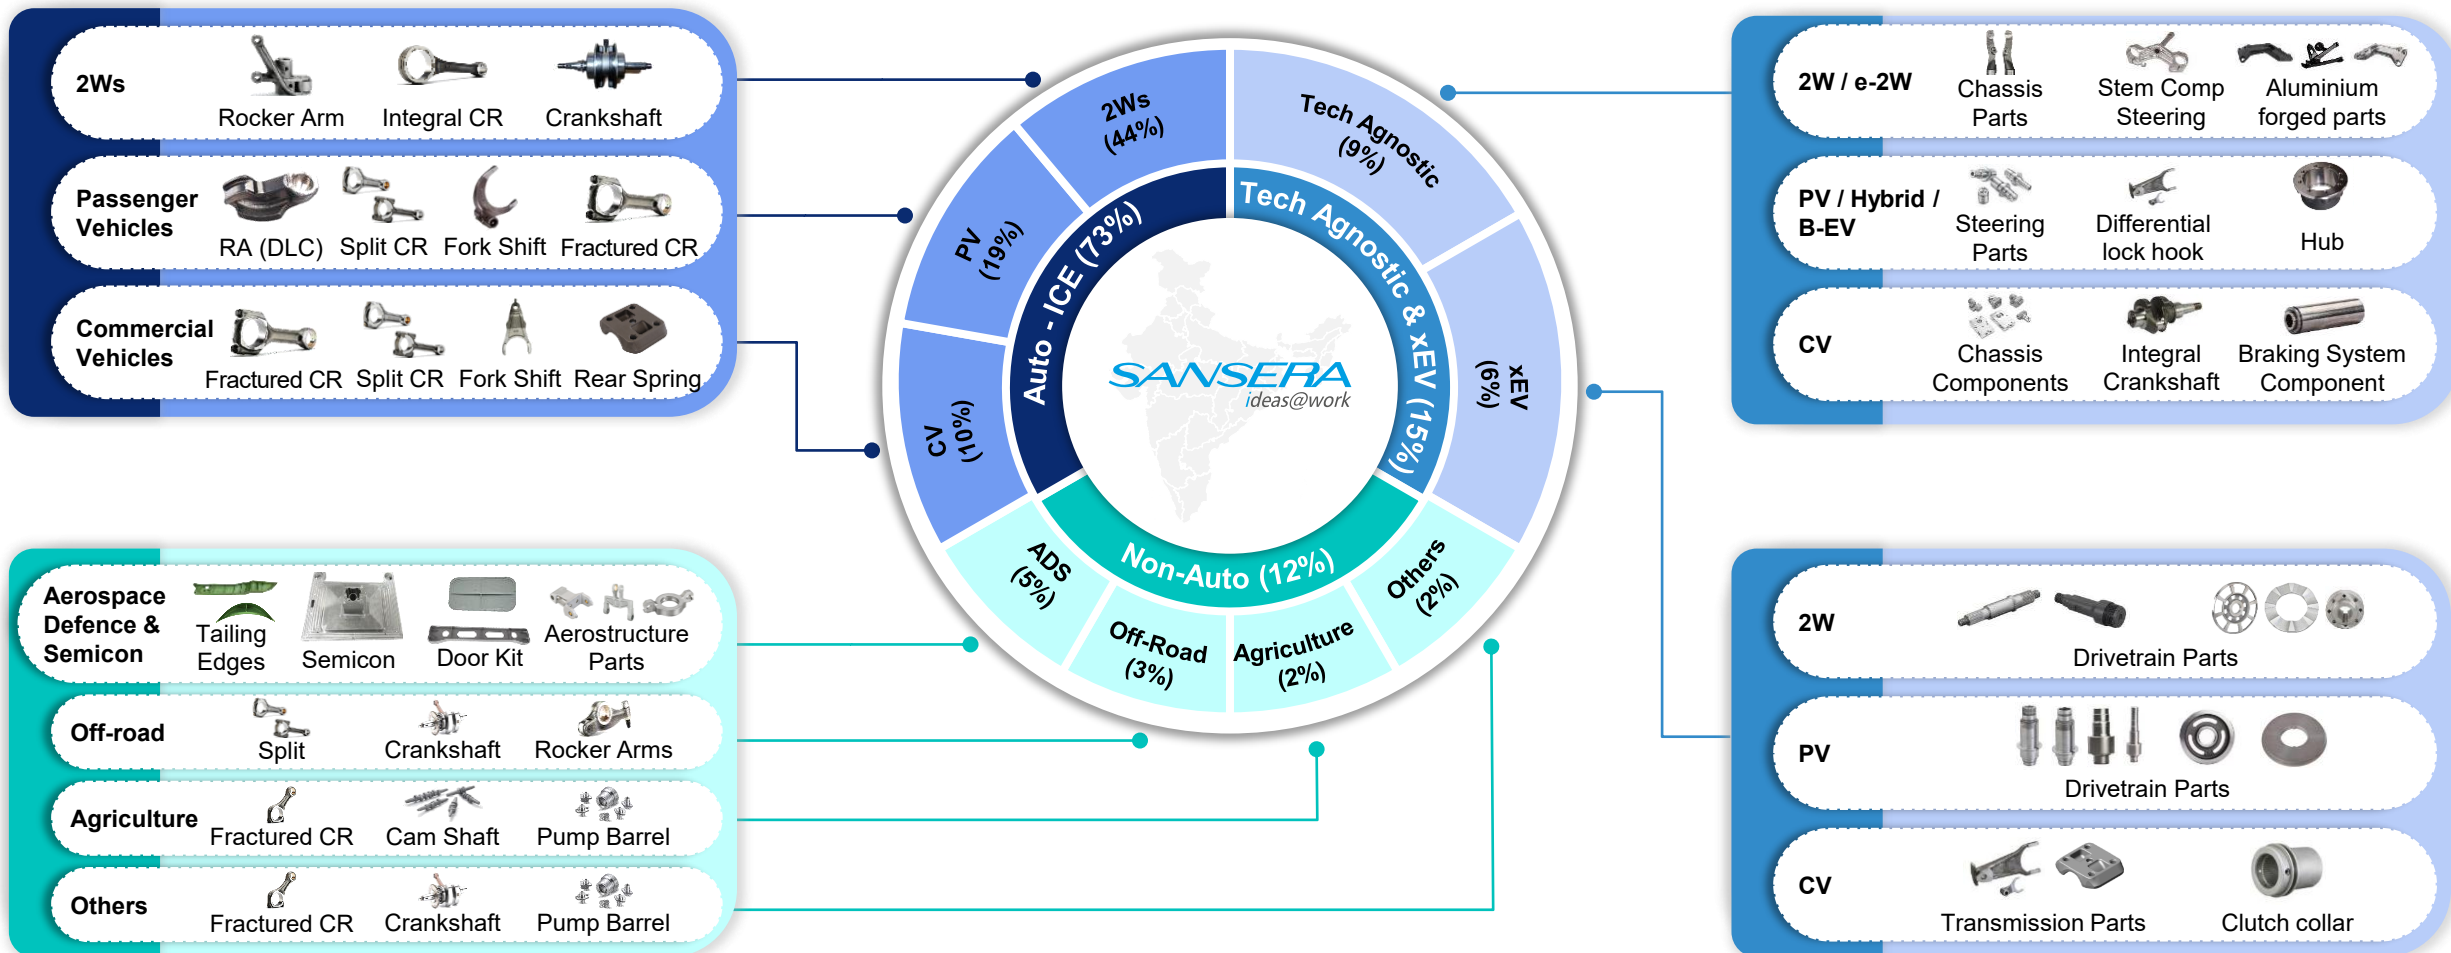 2Ws
Rocker Arm
Integral CR
Crankshaft
Passenger
Vehicles
RA (DLC)
Split CR
Fork Shift
Fractured CR
Commercial
Vehicles
Fractured CR
Split CR
Fork Shift
Rear Spring
Aerospace
Defence &
Semicon
Tailing
Edges
Semicon
Door Kit
Aerostructure
Parts
Off-road
Split
Crankshaft
Rocker Arms
Agriculture
Fractured CR
Cam Shaft
Pump Barrel
Others
Fractured CR
Crankshaft
Pump Barrel
2Ws
(44%)
PV
(19%)
CV
(10%)
Auto - ICE (73%)
Tech Agnostic
(9%)
xEV
(6%)
Tech Agnostic & xEV (15%)
ADS
(5%)
Off-Road
(3%)
Agriculture
(2%)
Others
(2%)
Non-Auto (12%)
SANSERA
ideas@work
2W / e-2W
Chassis
Parts
Stem Comp
Steering
Aluminium
forged parts
PV / Hybrid /
B-EV
Steering
Parts
Differential
lock hook
Hub
CV
Chassis
Components
Integral
Crankshaft
Braking System
Component
2W
Drivetrain Parts
PV
Drivetrain Parts
CV
Transmission Parts
Clutch collar